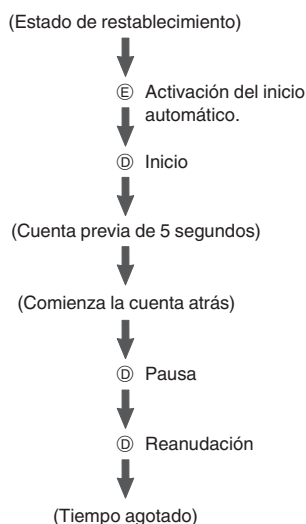 (Estado de restablecimiento)
Ⓔ Activación del inicio
automático.
Ⓓ Inicio
(Cuenta previa de 5 segundos)
(Comienza la cuenta atrás)
Ⓓ Pausa
Ⓓ Reanudación
(Tiempo agotado)